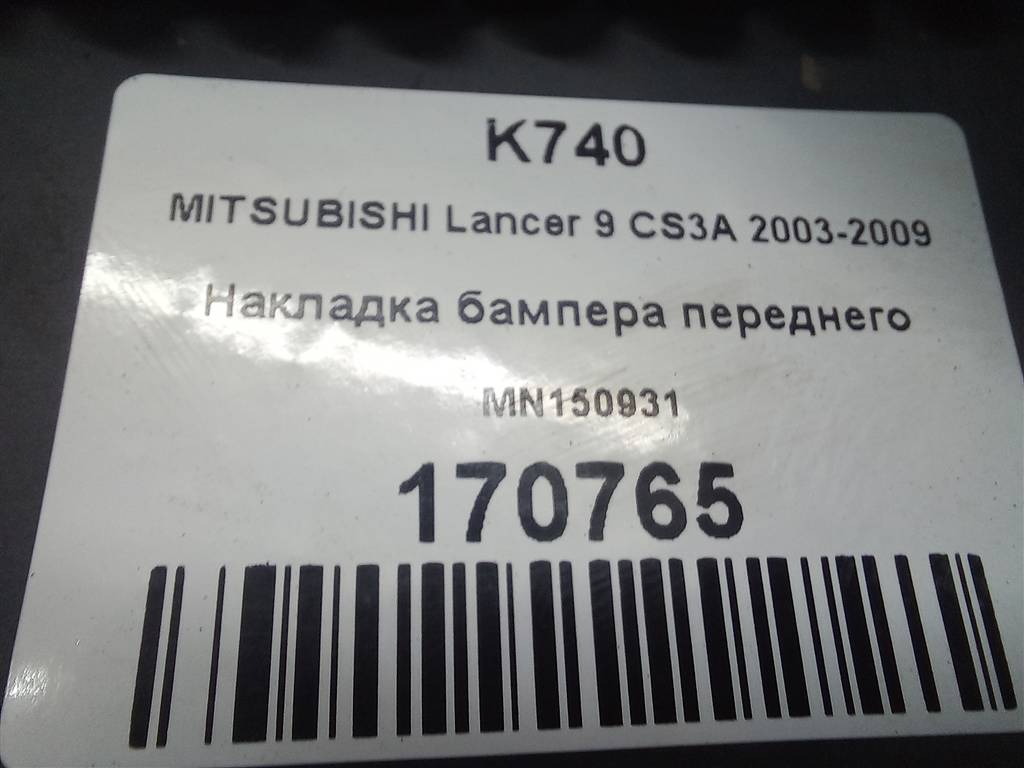 K740
MITSUBISHI Lancer 9 CS3A 2003-2009
Накладка бампера переднего
MN150931
170765